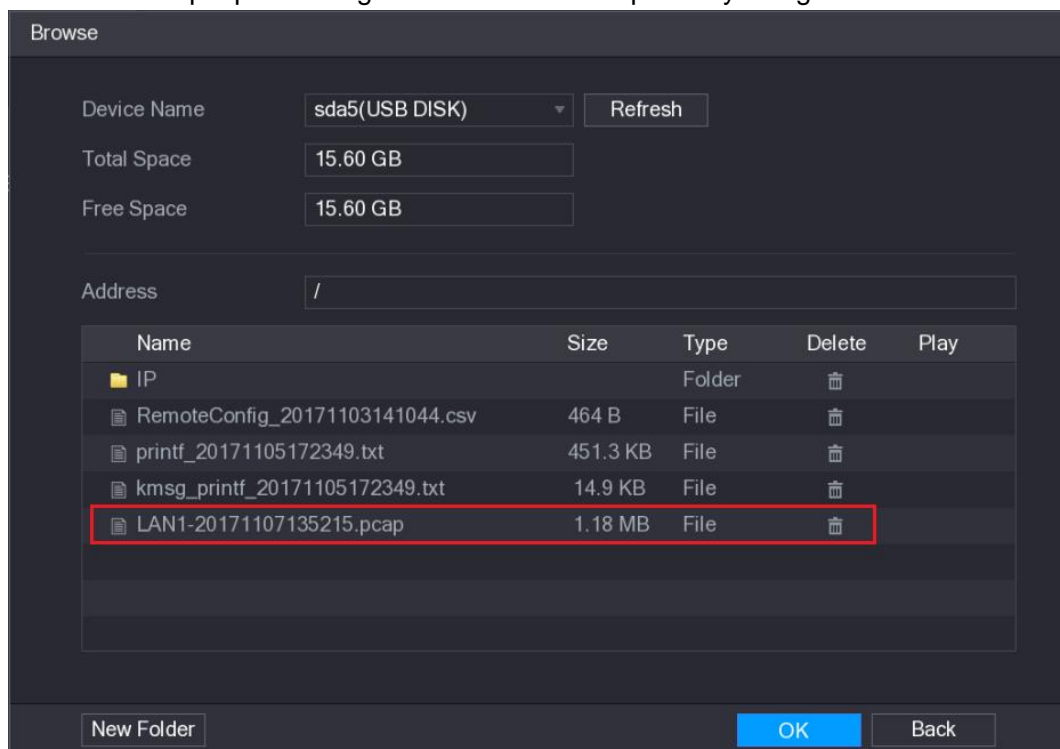 Browse
Device Name sda5(USB DISK) Refresh
Total Space 15.60 GB
Free Space 15.60 GB
Address /
Name Size Type Delete Play
IP Folder
RemoteConfig_20171103141044.csv 464 B File
printf_20171105172349.txt 451.3 KB File
kmsg_printf_20171105172349.txt 14.9 KB File
LAN1-20171107135215.pcap 1.18 MB File
New Folder OK Back